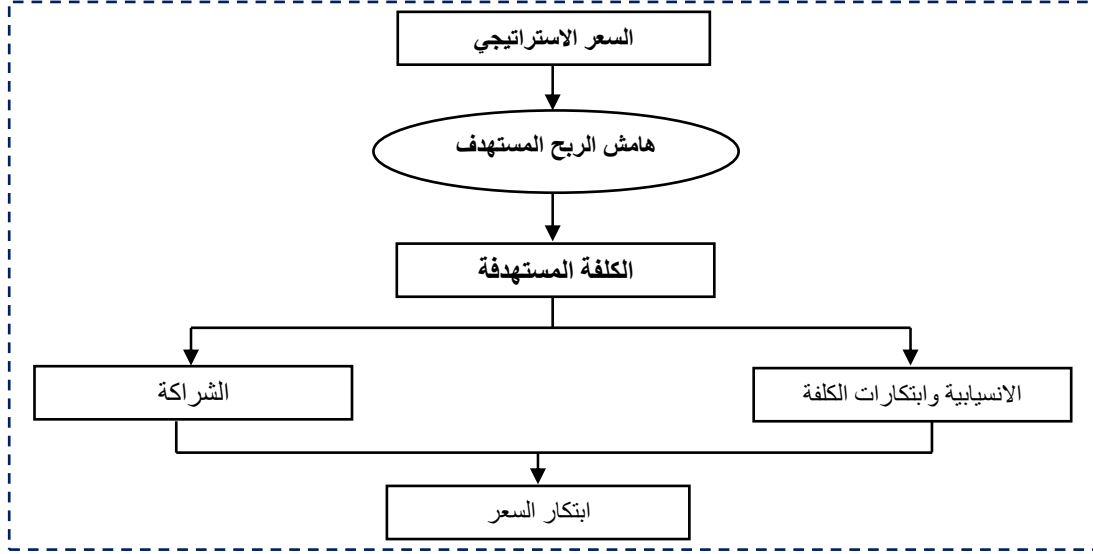 السعر الاستراتيجي
هامش الربح المستهدف
الكلفة المستهدفة
الانسيابية وابتكارات الكلفة
الشراكة
ابتكار السعر